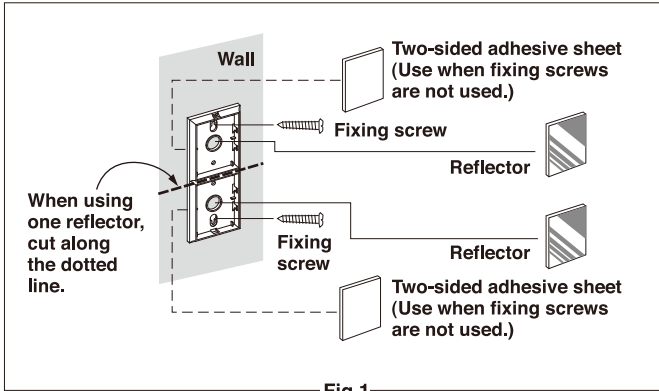 Wall
Two-sided adhesive sheet
(Use when fixing screws
are not used.)
Fixing screw
Reflector
When using
one reflector,
cut along
the dotted
line.
Fixing
screw
Reflector
Two-sided adhesive sheet
(Use when fixing screws
are not used.)
Fig.1